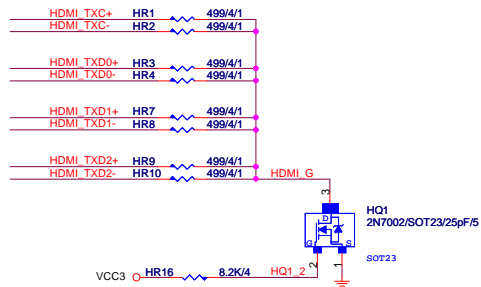 HDMI_TXC+ HR1 499/4/1
HDMI_TXC- HR2 499/4/1
HDMI_TXD0+ HR3 499/4/1
HDMI_TXD0- HR4 499/4/1
HDMI_TXD1+ HR7 499/4/1
HDMI_TXD1- HR8 499/4/1
HDMI_TXD2+ HR9 499/4/1
HDMI_TXD2- HR10 499/4/1 HDMI_G
3
HQ1
D
2N7002/SOT23/25pF/5
G S
SOT23
2 1
VCC3 HR16 8.2K/4 HQ1_2